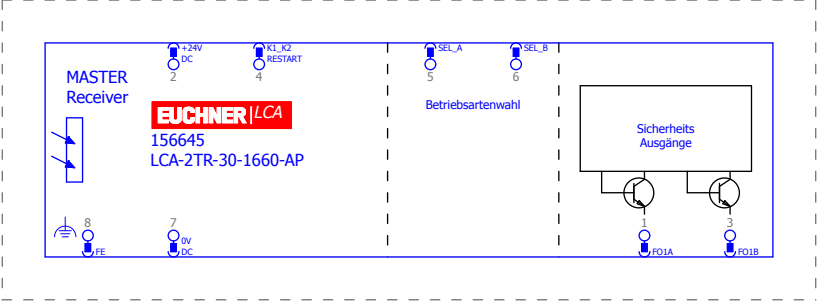 +24V
DC
K1_K2
RESTART
SEL_A
SEL_B
2
4
5
6
MASTER
Receiver
EUCHNER LCA
156645
LCA-2TR-30-1660-AP
Betriebsartenwahl
Sicherheits
Ausgänge
8
7
1
3
FE
0V
DC
FO1A
FO1B